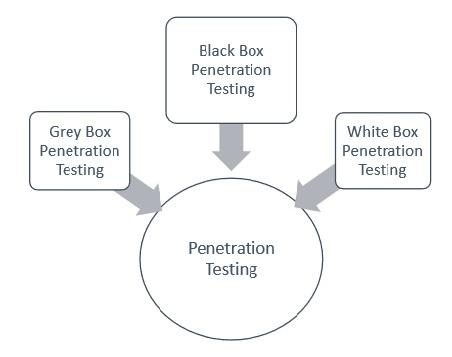 Black Box
Penetration
Testing
Grey Box
Penetration
Testing
White Box
Penetration
Testing
Penetration
Testing